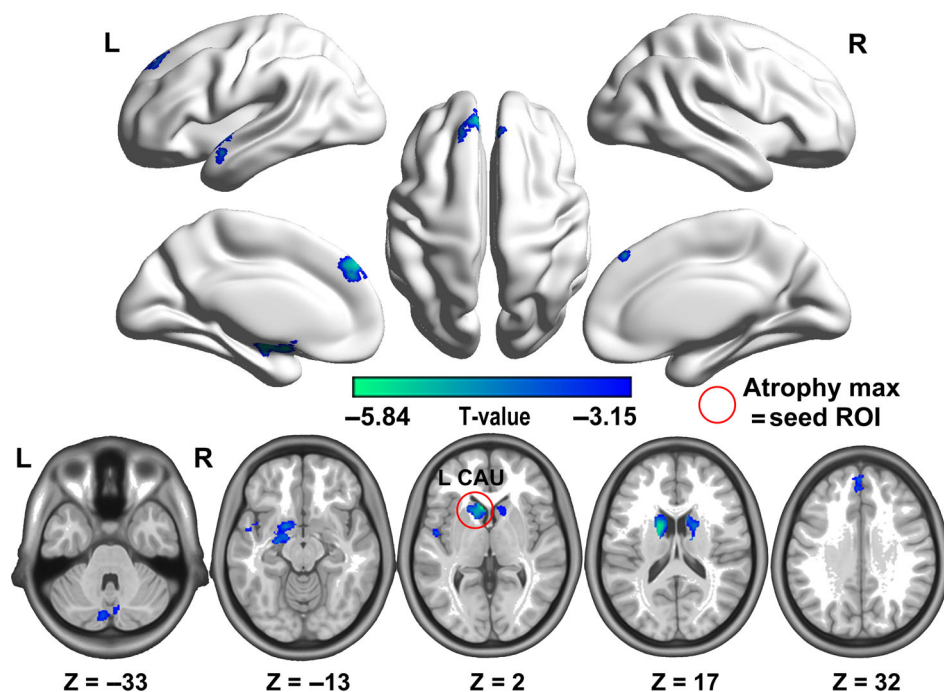 L
R
−5.84 T-value −3.15
Atrophy max
= seed ROI
L
R
L CAU
Z = −33
Z = −13
Z = 2
Z = 17
Z = 32